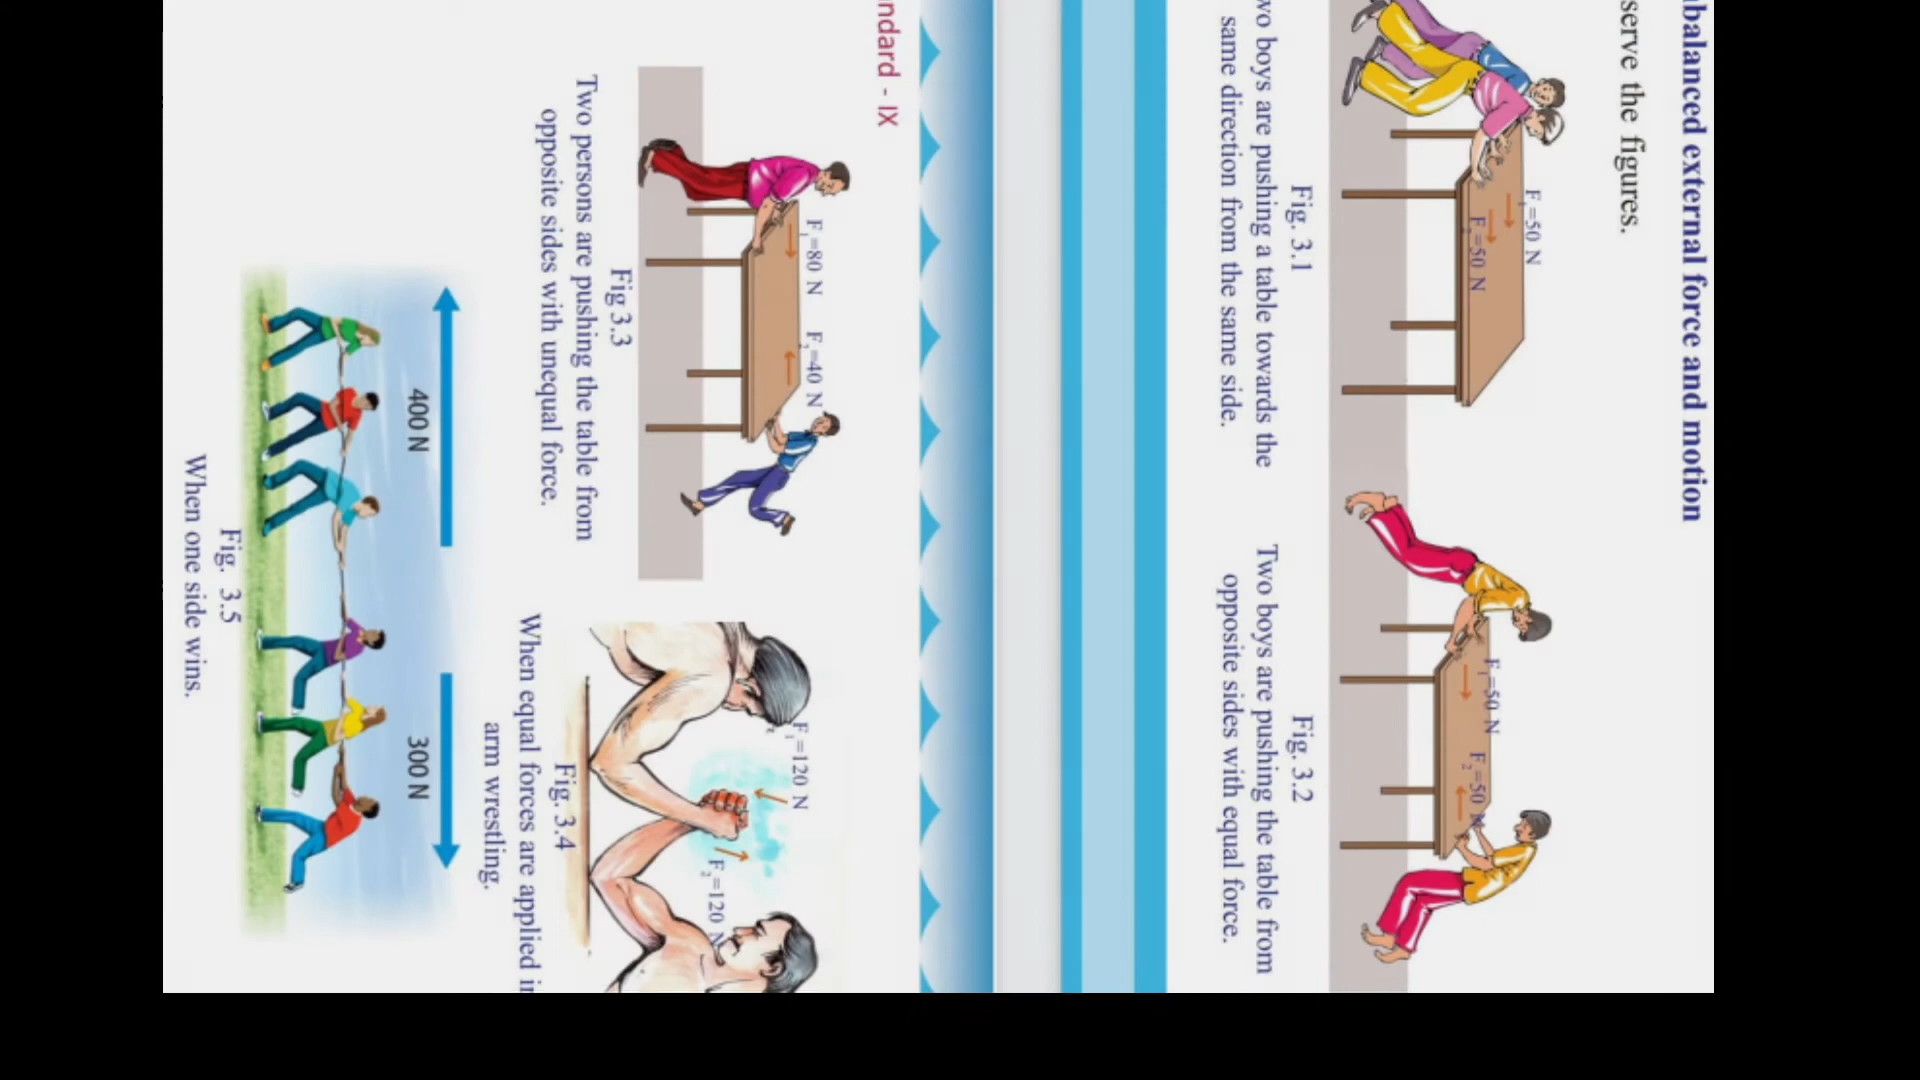 balanced external force and motion
serve the figures.
F₁=50 N
F₂=50 N
F₁=50 N
F₂=50 N
Fig. 3.1
wo boys are pushing a table towards the
same direction from the same side.
Fig. 3.2
Two boys are pushing the table from
opposite sides with equal force.
ndard - IX
F₁=80 N
F₂=40 N
Fig 3.3
Two persons are pushing the table from
opposite sides with unequal force.
F₁=120 N
F₂=120 N
Fig. 3.4
When equal forces are applied in
arm wrestling.
400 N
300 N
Fig. 3.5
When one side wins.